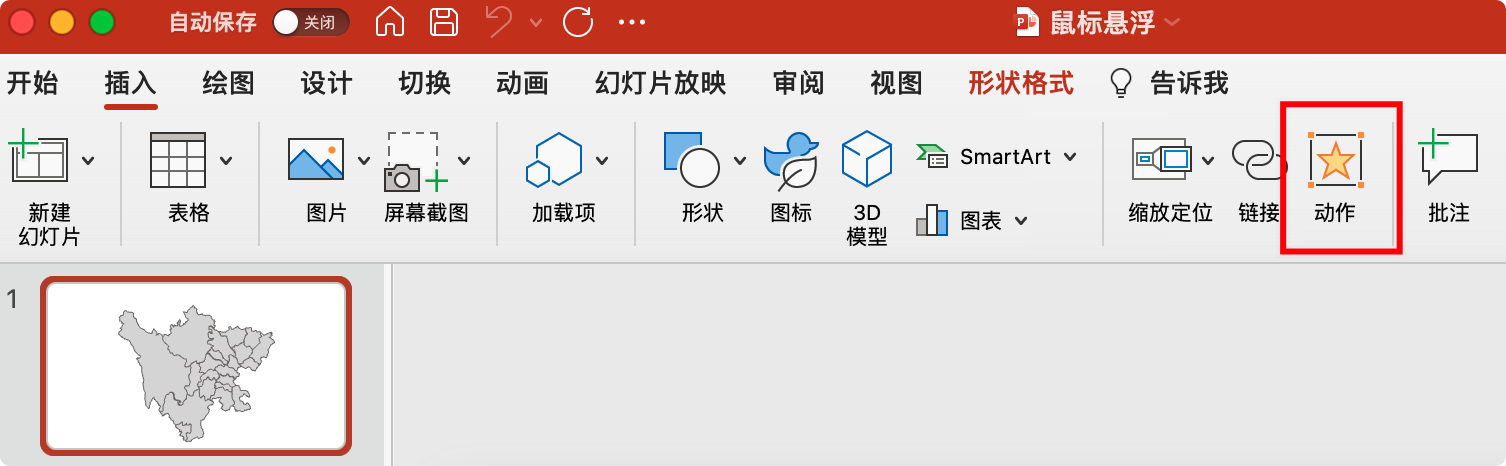 自动保存 关闭 鼠标悬浮
开始 插入 绘图 设计 切换 动画 幻灯片放映 审阅 视图 形状格式 告诉我
新建
幻灯片
表格
图片
屏幕截图
加载项
形状
图标
3D
模型
SmartArt
图表
缩放定位
链接
动作
批注
1